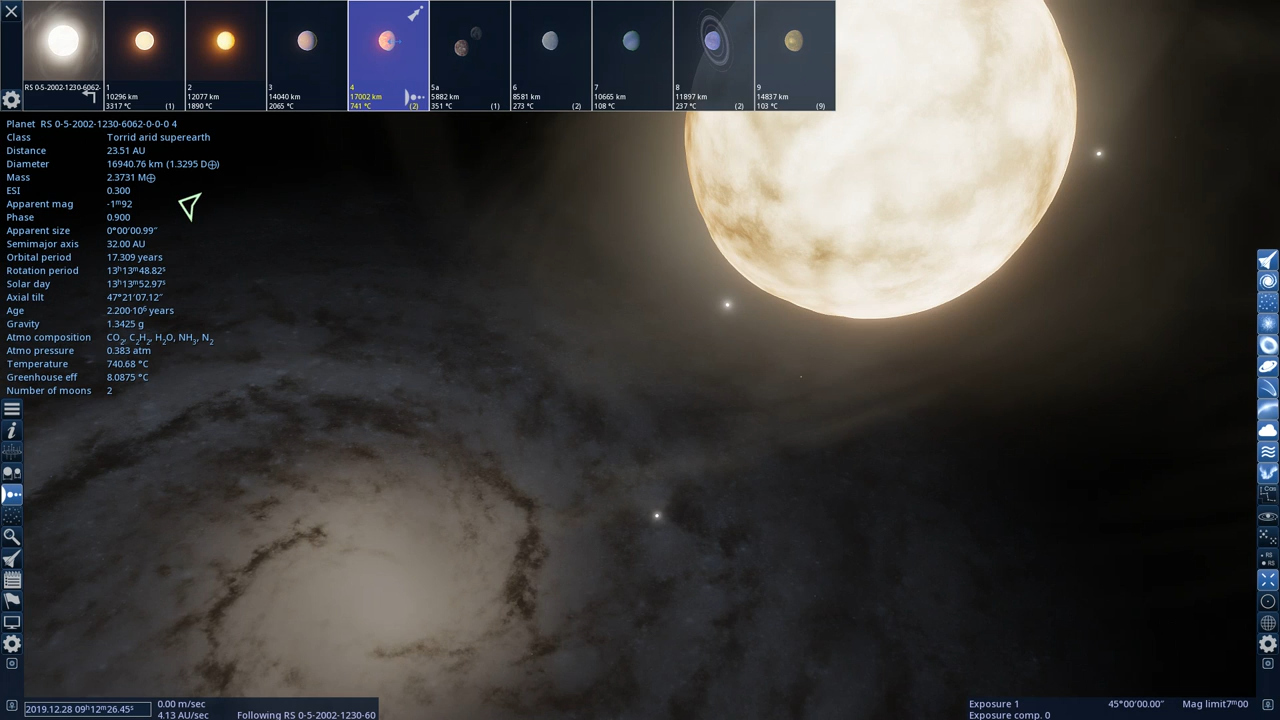 RS 0-5-2002-1230-6062-
1
10296 km
3317 °C (1)
2
12077 km
1890 °C
3
14040 km
2065 °C
4
17002 km
741 °C (2)
5a
5882 km
351 °C (1)
6
8581 km
273 °C (2)
7
10665 km
108 °C
8
11897 km
237 °C (2)
9
14837 km
103 °C (9)
Planet RS 0-5-2002-1230-6062-0-0-0 4
Class Torrid arid superearth
Distance 23.51 AU
Diameter 16940.76 km (1.3295 D⊕)
Mass 2.3731 M⊕
ESI 0.300
Apparent mag -1ᵐ92
Phase 0.900
Apparent size 0°00′00.99″
Semimajor axis 32.00 AU
Orbital period 17.309 years
Rotation period 13ʰ13ᵐ48.82ˢ
Solar day 13ʰ13ᵐ52.97ˢ
Axial tilt 47°21′07.12″
Age 2.200·10⁶ years
Gravity 1.3425 g
Atmo composition CO₂, C₂H₂, H₂O, NH₃, N₂
Atmo pressure 0.383 atm
Temperature 740.68 °C
Greenhouse eff 8.0875 °C
Number of moons 2
RS
RS
2019.12.28 09ʰ12ᵐ26.45ˢ
0.00 m/sec
4.13 AU/sec Following RS 0-5-2002-1230-60
Exposure 1 45°00′00.00″ Mag limit 7ᵐ00
Exposure comp. 0